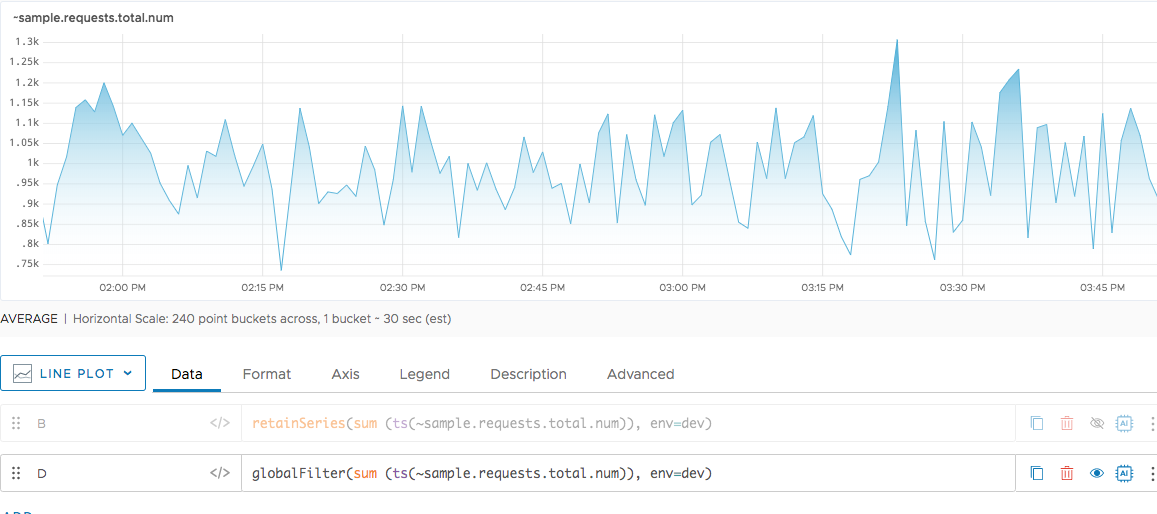 ~sample.requests.total.num
1.3k
1.25k
1.2k
1.15k
1.1k
1.05k
1k
.95k
.9k
.85k
.8k
.75k
02:00 PM 02:15 PM 02:30 PM 02:45 PM 03:00 PM 03:15 PM 03:30 PM 03:45 PM
AVERAGE | Horizontal Scale: 240 point buckets across, 1 bucket ~ 30 sec (est)
LINE PLOT Data Format Axis Legend Description Advanced
B </> retainSeries(sum (ts(~sample.requests.total.num)), env=dev) AI
D </> globalFilter(sum (ts(~sample.requests.total.num)), env=dev) AI